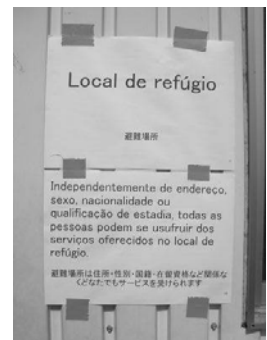 Local de refúgio
避難場所
Independentemente de endereço,
sexo, nacionalidade ou
qualificação de estadia, todas as
pessoas podem se usufruir dos
serviços oferecidos no local de
refúgio.
避難場所は住所・性別・国籍・在留資格など関係な
くどなたでもサービスを受けられます